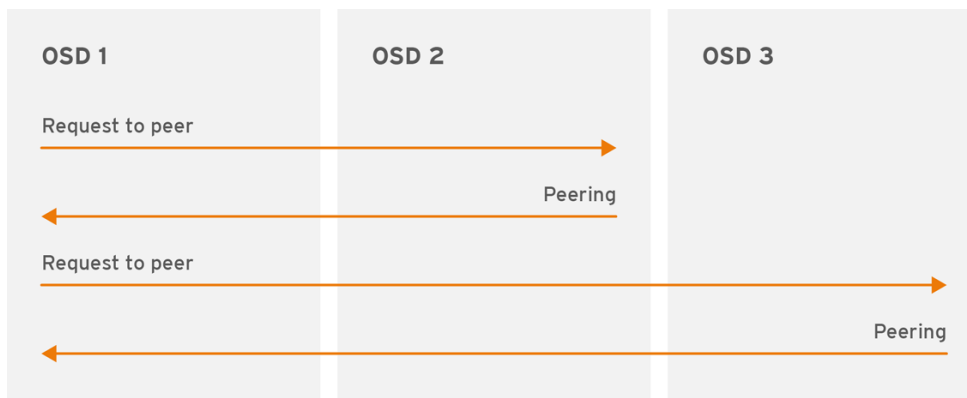 OSD 1
OSD 2
OSD 3
Request to peer
Peering
Request to peer
Peering